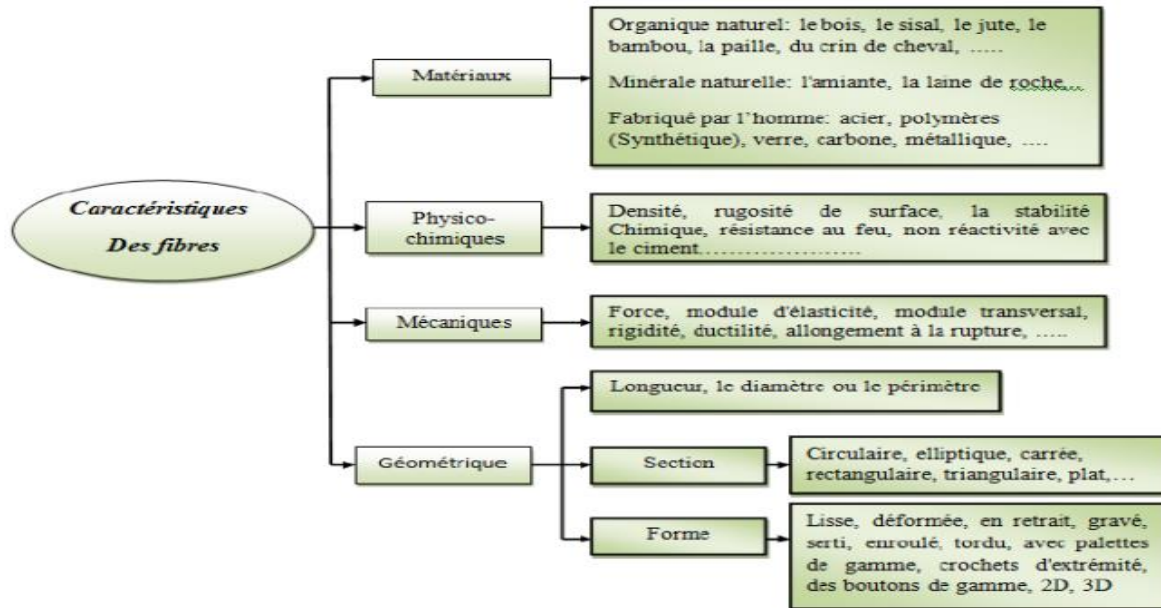 Organique naturel: le bois, le sisal, le jute, le
bambou, la paille, du crin de cheval, .....
Minérale naturelle: l'amiante, la laine de roche...
Fabriqué par l'homme: acier, polymères
(Synthétique), verre, carbone, métallique, ....
Matériaux
Caractéristiques
Des fibres
Physico-
chimiques
Densité, rugosité de surface, la stabilité
Chimique, résistance au feu, non réactivité avec
le ciment.....................
Mécaniques
Force, module d'élasticité, module transversal,
rigidité, ductilité, allongement à la rupture, .....
Géométrique
Longueur, le diamètre ou le périmètre
Section
Circulaire, elliptique, carrée,
rectangulaire, triangulaire, plat,...
Forme
Lisse, déformée, en retrait, gravé,
serti, enroulé, tordu, avec palettes
de gamme, crochets d'extrémité,
des boutons de gamme, 2D, 3D